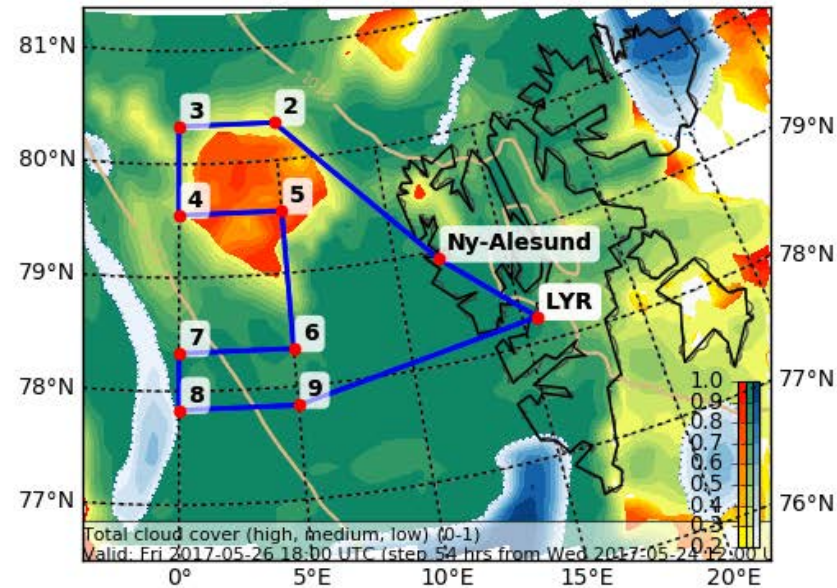 81°N
80°N
79°N
78°N
77°N
79°N
78°N
77°N
76°N
3
2
4
5
Ny-Alesund
LYR
7
6
8
9
1.0
0.9
0.8
0.7
0.6
0.5
0.4
0.3
0.2
Total cloud cover (high, medium, low) (0-1)
Valid: Fri 2017-05-26 18:00 UTC (step 54 hrs from Wed 2017-05-24 12:00 U
0°
5°E
10°E
15°E
20°E